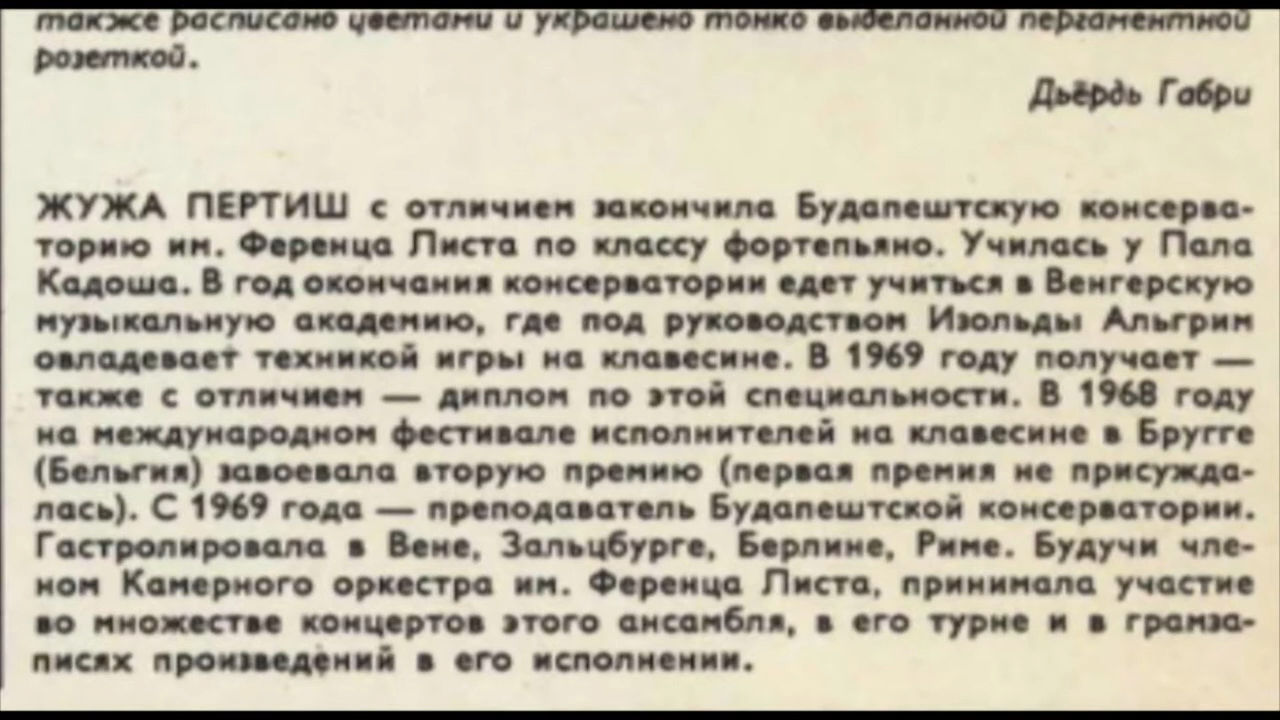 также расписано цветами и украшено тонко выделанной пергаментной
розеткой.
Дьёрдь Габри
ЖУЖА ПЕРТИШ с отличием закончила Будапештскую консерва-
торию им. Ференца Листа по классу фортепьяно. Училась у Пала
Кадоша. В год окончания консерватории едет учиться в Венгерскую
музыкальную академию, где под руководством Изольды Альгрим
овладевает техникой игры на клавесине. В 1969 году получает —
также с отличием — диплом по этой специальности. В 1968 году
на международном фестивале исполнителей на клавесине в Бругге
(Бельгия) завоевала вторую премию (первая премия не присужда-
лась). С 1969 года — преподаватель Будапештской консерватории.
Гастролировала в Вене, Зальцбурге, Берлине, Риме. Будучи чле-
ном Камерного оркестра им. Ференца Листа, принимала участие
во множестве концертов этого ансамбля, в его турне и в грамза-
писях произведений в его исполнении.